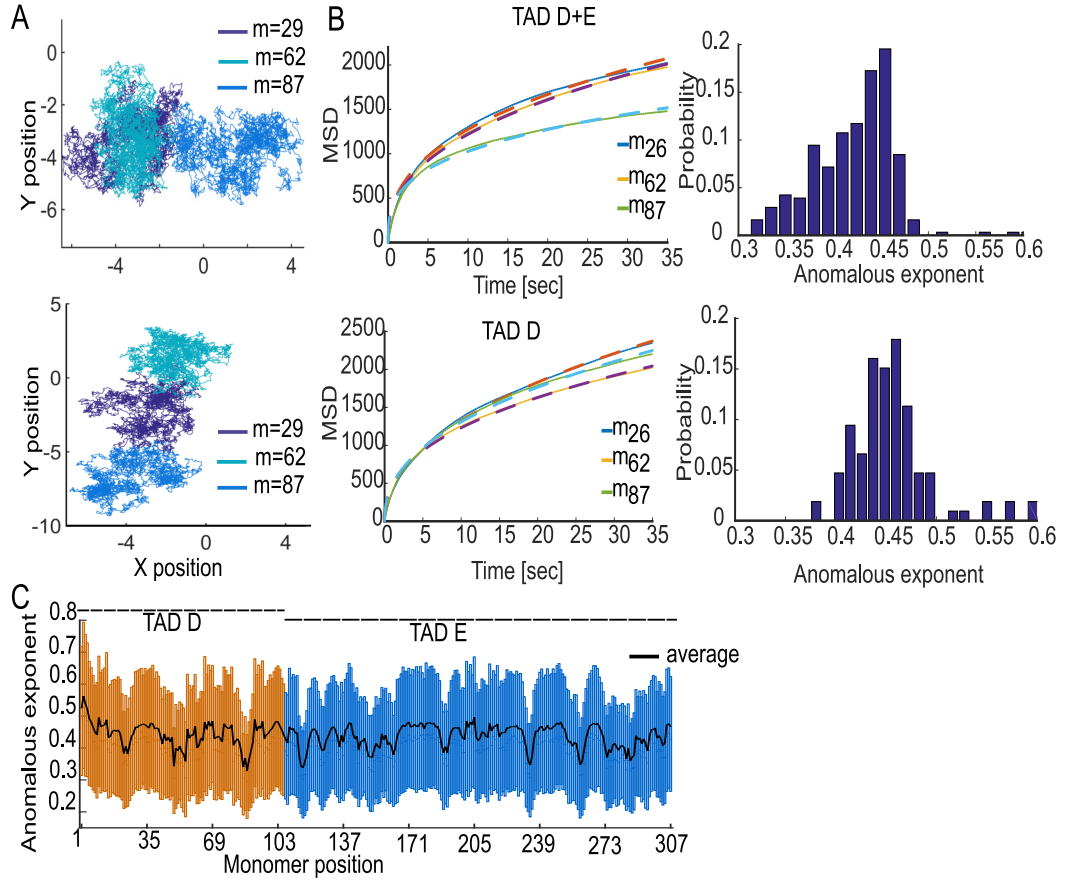 A
B
TAD D+E
m=29
m=62
m=87
Y position
0
-2
-4
-6
-4
0
4
MSD
2000
1500
1000
500
0
m26
m62
m87
0 5 10 15 20 25 30 35
Time [sec]
Probability
0.2
0.15
0.1
0.05
0
0.3 0.35 0.40 0.45 0.5 0.55 0.6
Anomalous exponent
Y position
5
0
-5
-10
m=29
m=62
m=87
-4 0 4
X position
TAD D
MSD
2500
2000
1500
1000
500
0
m26
m62
m87
0 5 10 15 20 25 30 35
Time [sec]
Probability
0.2
0.15
0.1
0.05
0
0.3 0.35 0.4 0.45 0.5 0.55 0.6
Anomalous exponent
C
Anomalous exponent
0.8
0.7
0.6
0.5
0.4
0.3
0.2
TAD D
TAD E
average
1 35 69 103 137 171 205 239 273 307
Monomer position